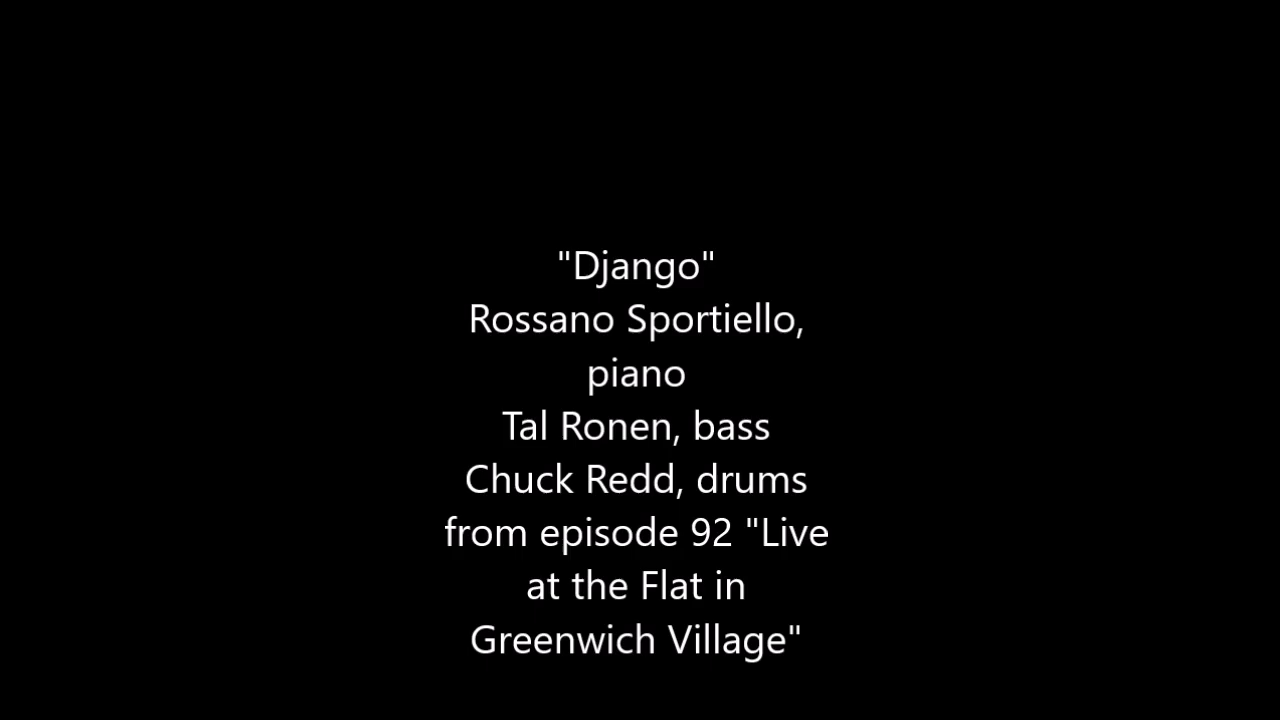 "Django"
Rossano Sportiello,
piano
Tal Ronen, bass
Chuck Redd, drums
from episode 92 "Live
at the Flat in
Greenwich Village"